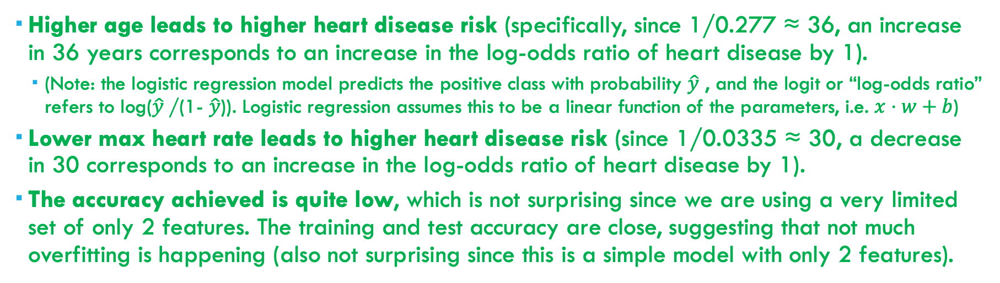 ▪ Higher age leads to higher heart disease risk (specifically, since 1/0.277 ≈ 36, an increase
in 36 years corresponds to an increase in the log-odds ratio of heart disease by 1).
▪ (Note: the logistic regression model predicts the positive class with probability ŷ , and the logit or “log-odds ratio”
refers to log(ŷ /(1- ŷ)). Logistic regression assumes this to be a linear function of the parameters, i.e. x · w + b)
▪ Lower max heart rate leads to higher heart disease risk (since 1/0.0335 ≈ 30, a decrease
in 30 corresponds to an increase in the log-odds ratio of heart disease by 1).
▪ The accuracy achieved is quite low, which is not surprising since we are using a very limited
set of only 2 features. The training and test accuracy are close, suggesting that not much
overfitting is happening (also not surprising since this is a simple model with only 2 features).